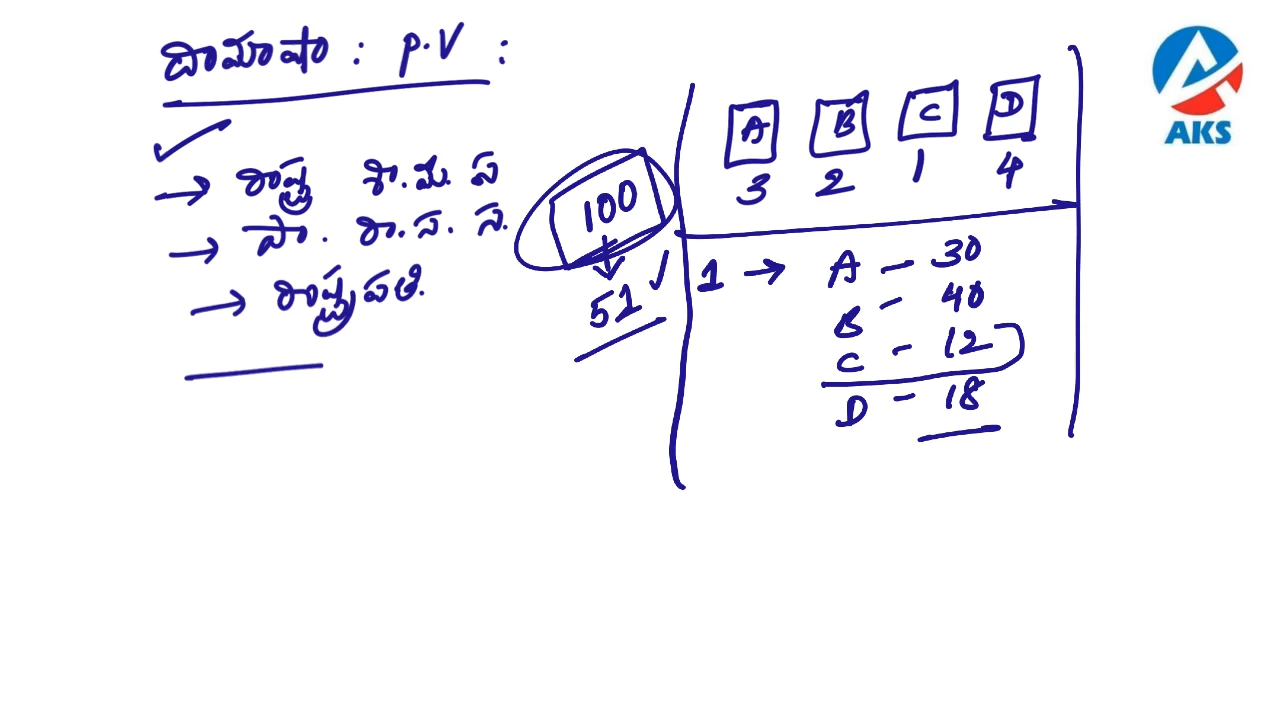 దామాషా : P.V :
→ రాష్ట్ర శా.మ. ప
→ పా. రా.స. స.
→ రాష్ట్రపతి.
100
51
A B C D
3 2 1 4
1 → A - 30
B - 40
C - 12
D - 18
AKS